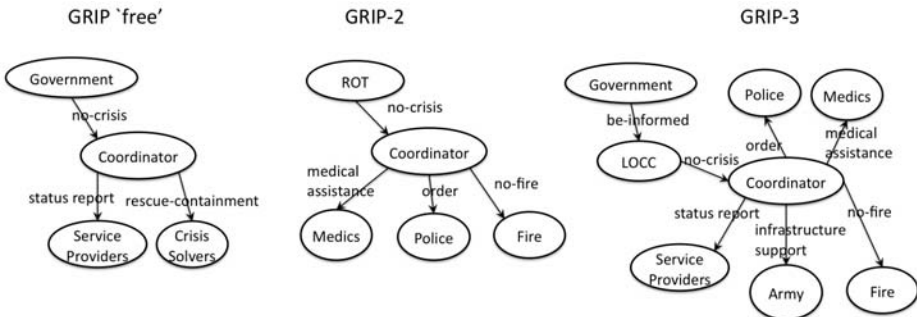 GRIP `free’
GRIP-2
GRIP-3
Government
no-crisis
Coordinator
status report
rescue-containment
Service
Providers
Crisis
Solvers
ROT
no-crisis
Coordinator
medical
assistance
order
no-fire
Medics
Police
Fire
Government
be-informed
LOCC
no-crisis
Police
Medics
order
medical
assistance
Coordinator
status report
infrastructure
support
no-fire
Service
Providers
Army
Fire